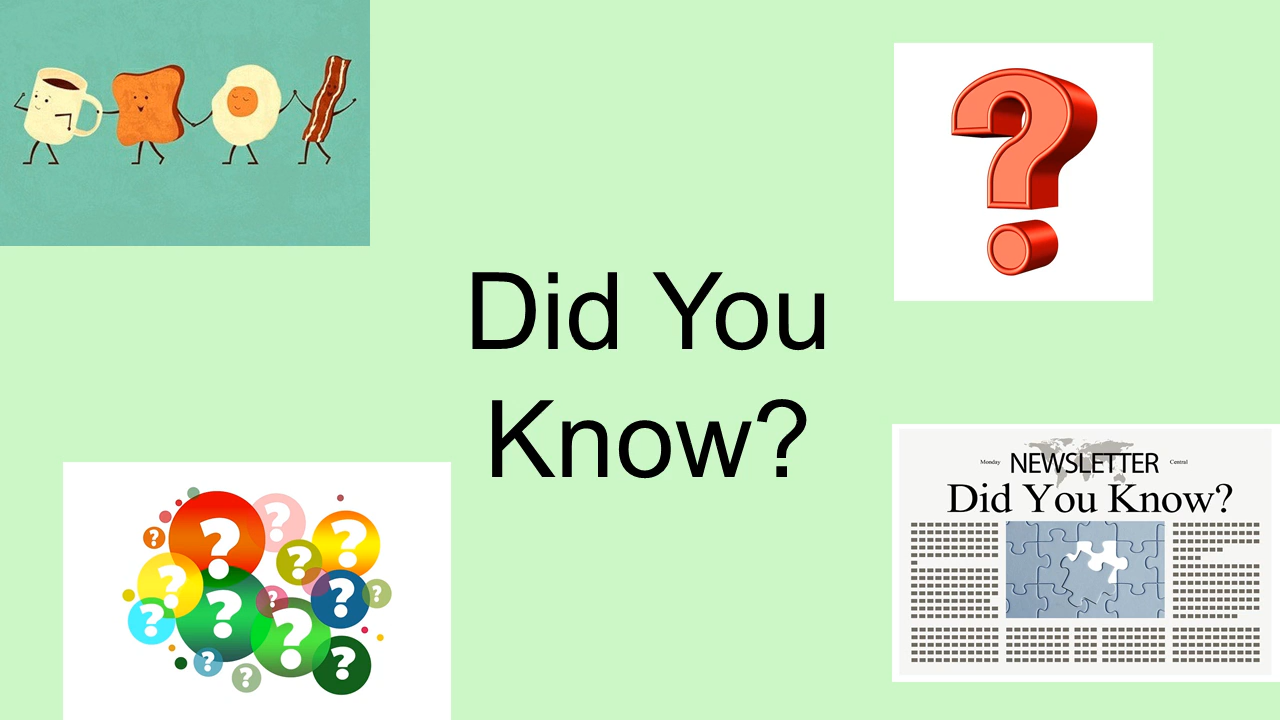 Did You
Know?
?
Monday NEWSLETTER Central
Did You Know?
? ? ?
? ?
? ? ? ?
? ? ?
? ? ?